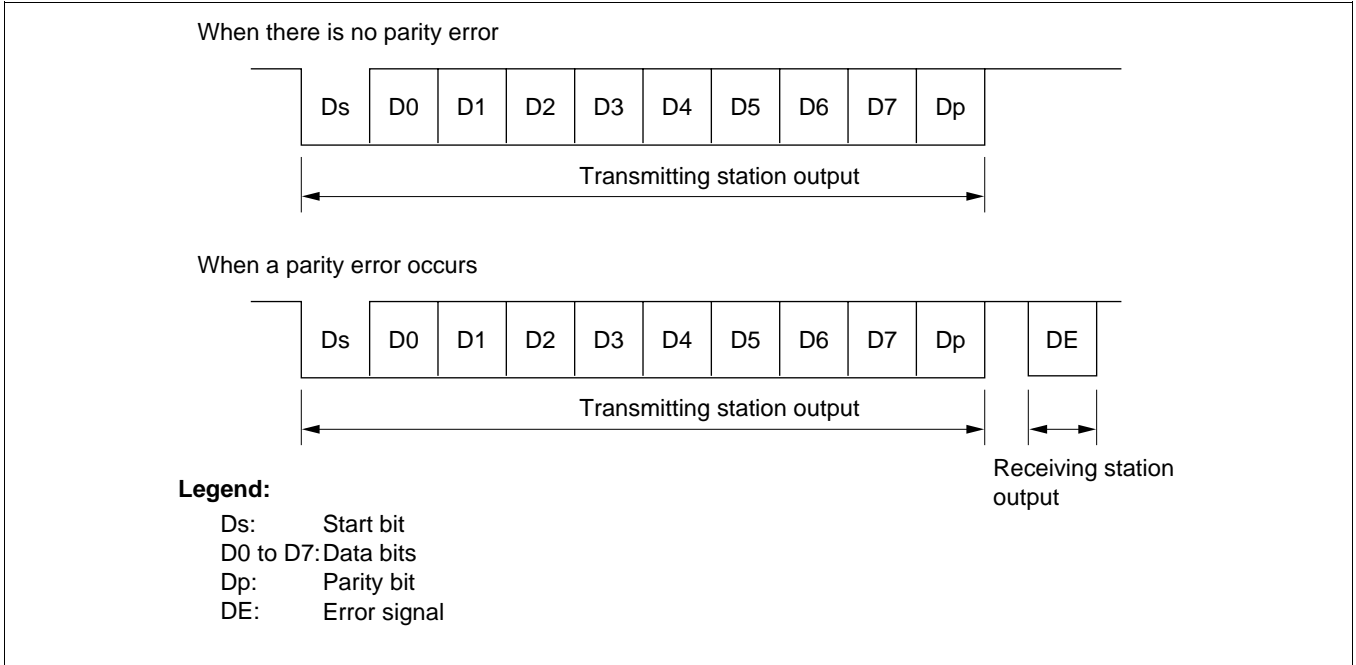 When there is no parity error
Ds D0 D1 D2 D3 D4 D5 D6 D7 Dp
Transmitting station output
When a parity error occurs
Ds D0 D1 D2 D3 D4 D5 D6 D7 Dp DE
Transmitting station output
Receiving station
output
Legend:
Ds: Start bit
D0 to D7: Data bits
Dp: Parity bit
DE: Error signal